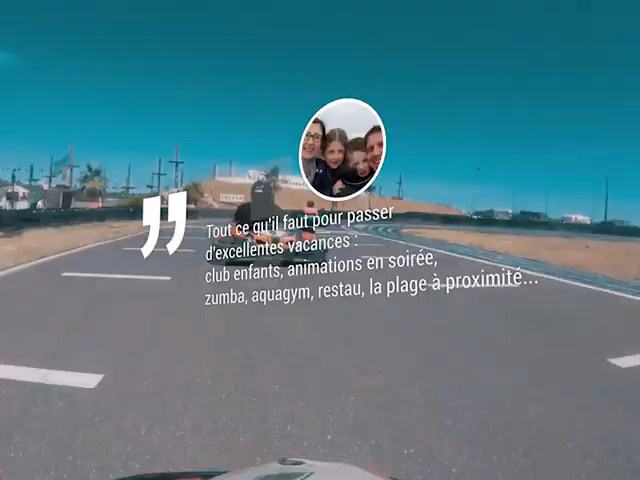 Tout ce qu'il faut pour passer
d'excellentes vacances :
club enfants, animations en soirée,
zumba, aquagym, restau, la plage à proximité...